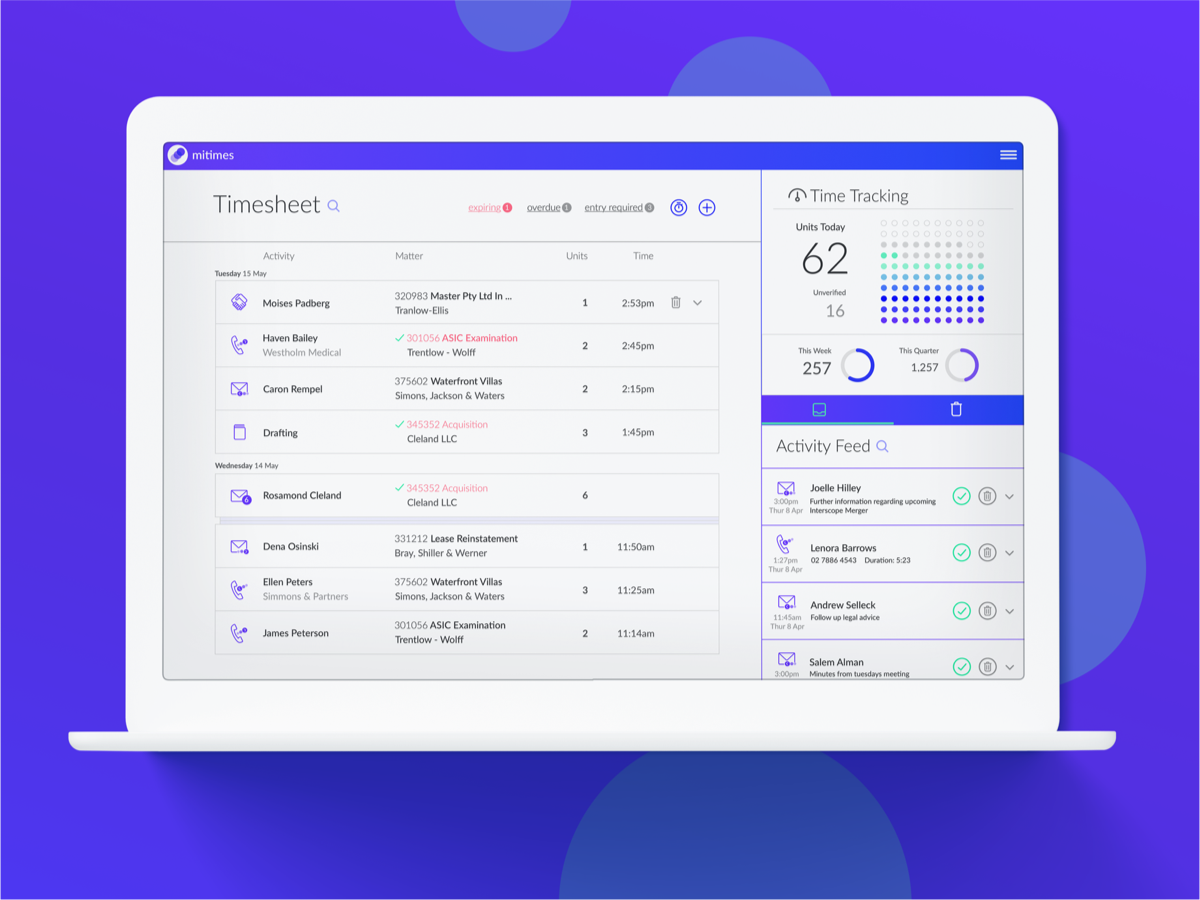 mitimes
Timesheet
expiring 1 overdue 1 entry required 3
Activity Matter Units Time
Tuesday 15 May
Moises Padberg
320983 Master Pty Ltd In ...
Tranlow-Ellis
1 2:53pm
Haven Bailey
Westholm Medical
301056 ASIC Examination
Trentlow - Wolff
2 2:45pm
Caron Rempel
375602 Waterfront Villas
Simons, Jackson & Waters
2 2:15pm
Drafting
345352 Acquisition
Cleland LLC
3 1:45pm
Wednesday 14 May
6
Rosamond Cleland
345352 Acquisition
Cleland LLC
6
Dena Osinski
331212 Lease Reinstatement
Bray, Shiller & Werner
1 11:50am
Ellen Peters
Simmons & Partners
375602 Waterfront Villas
Simons, Jackson & Waters
3 11:25am
James Peterson
301056 ASIC Examination
Trentlow - Wolff
2 11:14am
Time Tracking
Units Today
62
Unverified
16
This Week
257
This Quarter
1,257
Activity Feed
Joelle Hilley
Further information regarding upcoming
Interscope Merger
3:00pm
Thur 8 Apr
Lenora Barrows
02 7886 4543 Duration: 5:23
1:27pm
Thur 8 Apr
Andrew Selleck
Follow up legal advice
11:45am
Thur 8 Apr
Salem Alman
Minutes from tuesdays meeting
3:00pm